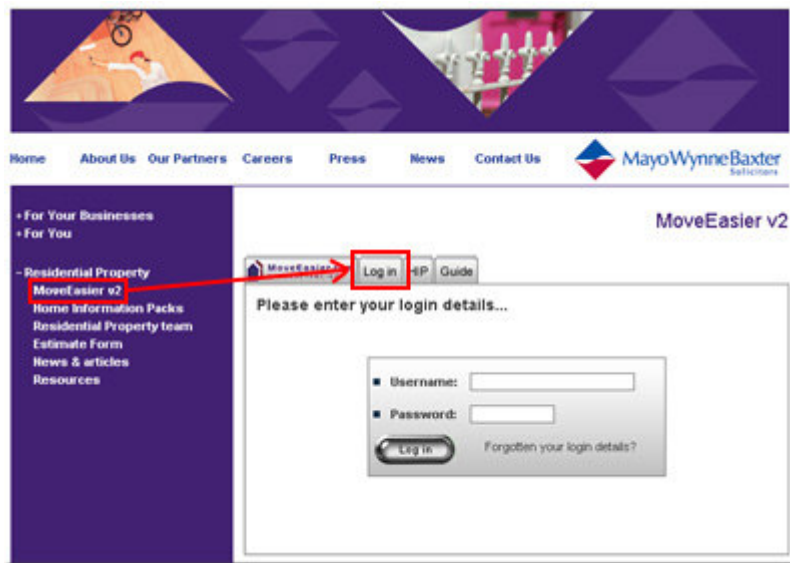 Home About Us Our Partners Careers Press News Contact Us
MayoWynneBaxter
Solicitors
+ For Your Businesses
+ For You
- Residential Property
MoveEasier v2
Home Information Packs
Residential Property team
Estimate Form
News & articles
Resources
MoveEasier v2
MoveEasier Log in HIP Guide
Please enter your login details...
Username:
Password:
Log in Forgotten your login details?